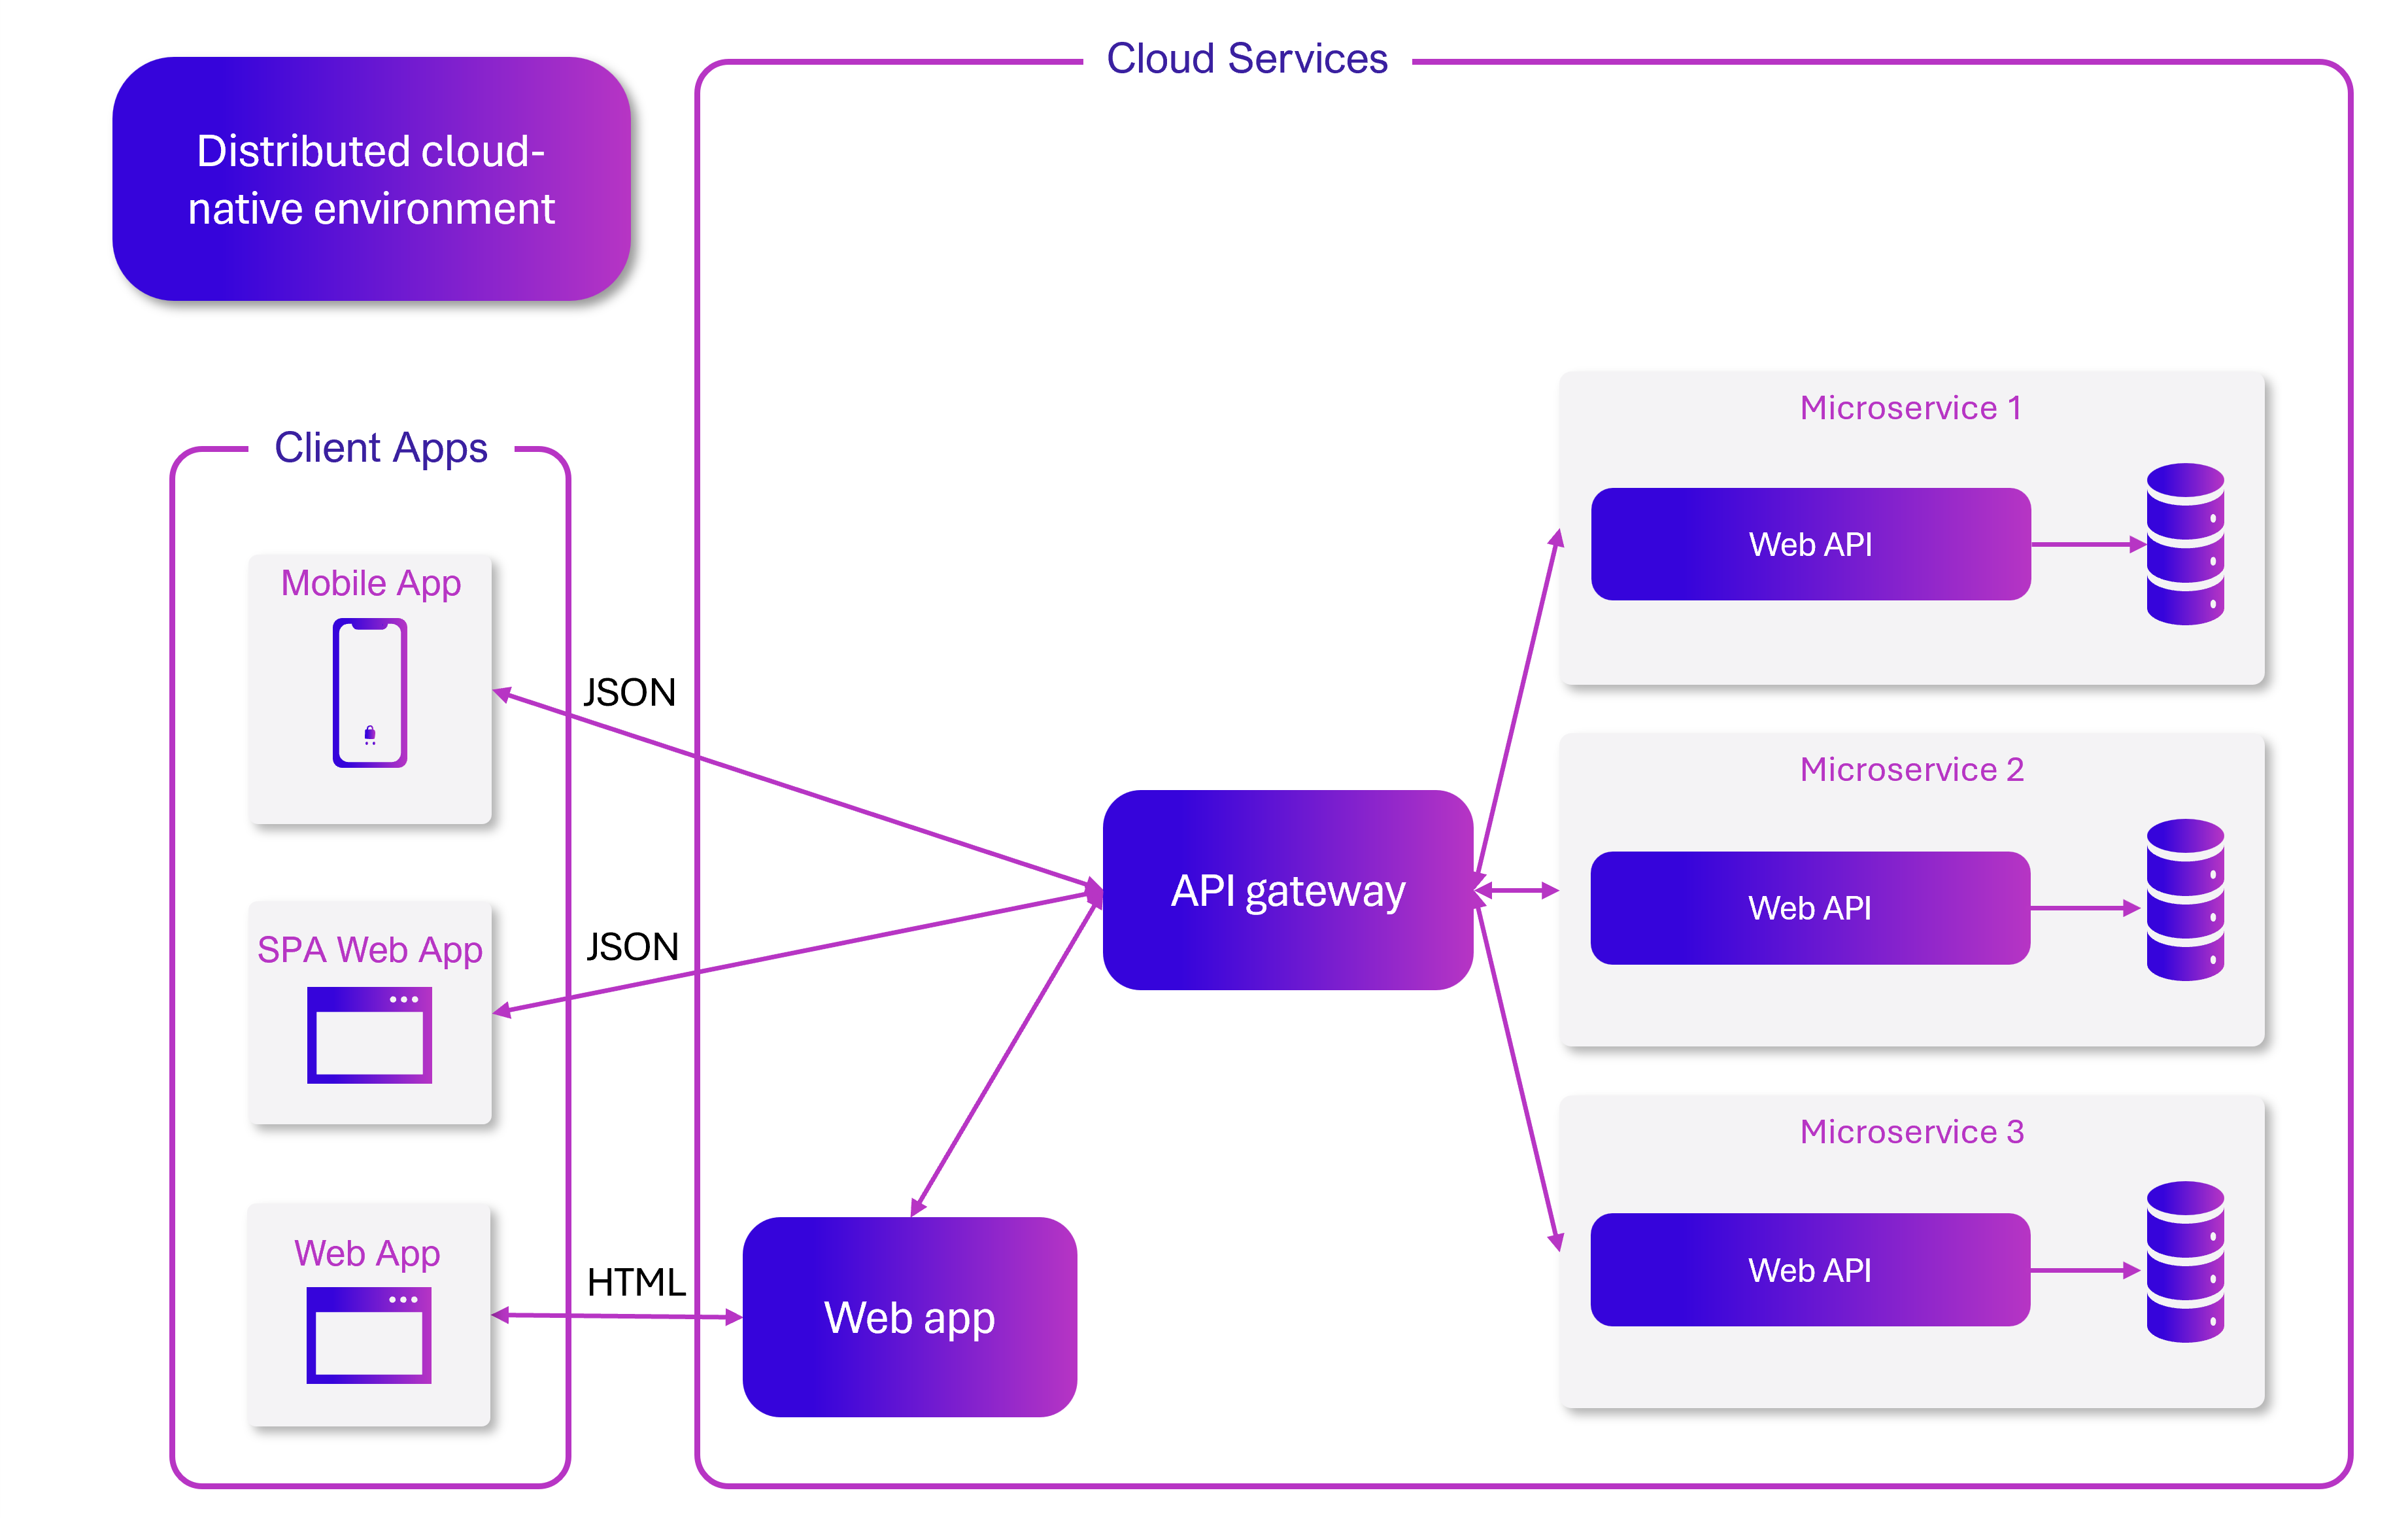 Cloud Services
Distributed cloud-
native environment
Client Apps
Mobile App
JSON
SPA Web App
JSON
Web App
HTML
Web app
API gateway
Microservice 1
Web API
Microservice 2
Web API
Microservice 3
Web API